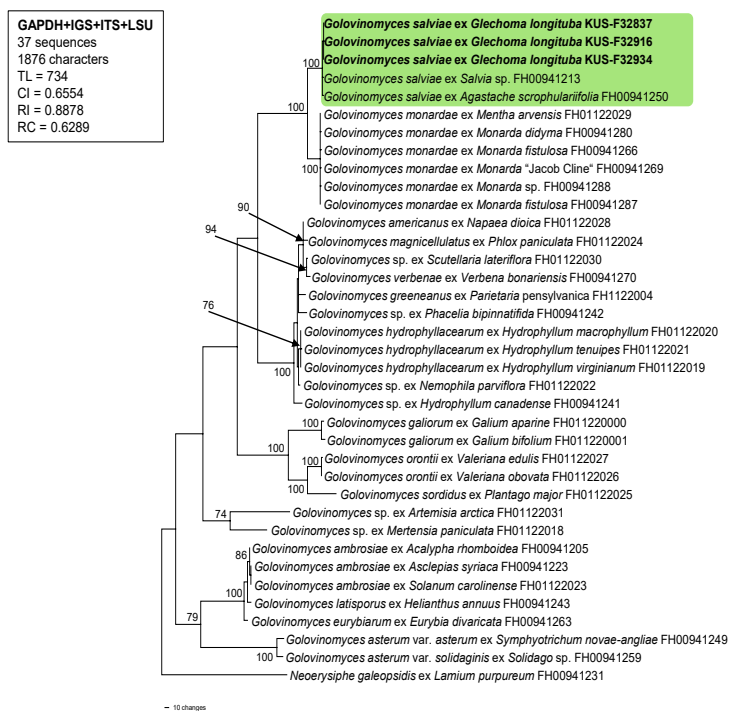 GAPDH+IGS+ITS+LSU
37 sequences
1876 characters
TL = 734
CI = 0.6554
RI = 0.8878
RC = 0.6289
Golovinomyces salviae ex Glechoma longituba KUS-F32837
Golovinomyces salviae ex Glechoma longituba KUS-F32916
Golovinomyces salviae ex Glechoma longituba KUS-F32934
100
Golovinomyces salviae ex Salvia sp. FH00941213
Golovinomyces salviae ex Agastache scrophulariifolia FH00941250
100
Golovinomyces monardae ex Mentha arvensis FH01122029
Golovinomyces monardae ex Monarda didyma FH00941280
Golovinomyces monardae ex Monarda fistulosa FH00941266
100
Golovinomyces monardae ex Monarda "Jacob Cline" FH00941269
Golovinomyces monardae ex Monarda sp. FH00941288
Golovinomyces monardae ex Monarda fistulosa FH00941287
90
Golovinomyces americanus ex Napaea dioica FH01122028
94
Golovinomyces magnicellulatus ex Phlox paniculata FH01122024
Golovinomyces sp. ex Scutellaria lateriflora FH01122030
Golovinomyces verbenae ex Verbena bonariensis FH00941270
Golovinomyces greeneanus ex Parietaria pensylvanica FH1122004
76
Golovinomyces sp. ex Phacelia bipinnatifida FH00941242
Golovinomyces hydrophyllacearum ex Hydrophyllum macrophyllum FH01122020
Golovinomyces hydrophyllacearum ex Hydrophyllum tenuipes FH01122021
Golovinomyces hydrophyllacearum ex Hydrophyllum virginianum FH01122019
100
Golovinomyces sp. ex Nemophila parviflora FH01122022
Golovinomyces sp. ex Hydrophyllum canadense FH00941241
100
Golovinomyces galiorum ex Galium aparine FH011220000
Golovinomyces galiorum ex Galium bifolium FH011220001
100
100
Golovinomyces orontii ex Valeriana edulis FH01122027
Golovinomyces orontii ex Valeriana obovata FH01122026
100
Golovinomyces sordidus ex Plantago major FH01122025
74
Golovinomyces sp. ex Artemisia arctica FH01122031
Golovinomyces sp. ex Mertensia paniculata FH01122018
86
Golovinomyces ambrosiae ex Acalypha rhomboidea FH00941205
Golovinomyces ambrosiae ex Asclepias syriaca FH00941223
Golovinomyces ambrosiae ex Solanum carolinense FH01122023
100
Golovinomyces latisporus ex Helianthus annuus FH00941243
79
Golovinomyces eurybiarum ex Eurybia divaricata FH00941263
Golovinomyces asterum var. asterum ex Symphyotrichum novae-angliae FH00941249
100
Golovinomyces asterum var. solidaginis ex Solidago sp. FH00941259
Neoerysiphe galeopsidis ex Lamium purpureum FH00941231
10 changes